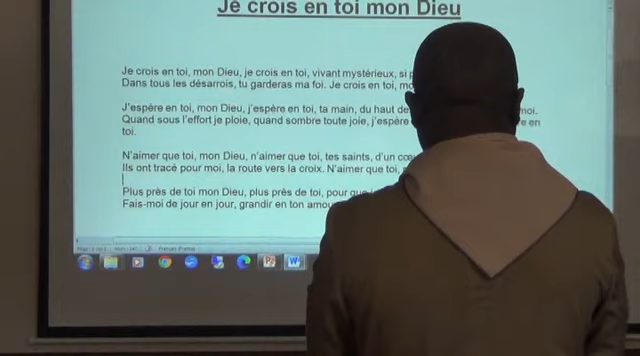 Je crois en toi mon Dieu
Je crois en toi, mon Dieu, je crois en toi, vivant mystérieux, si
Dans tous les désarrois, tu garderas ma foi. Je crois en toi,
J'espère en toi, mon Dieu, j'espère en toi, ta main, du haut moi.
Quand sous l'effort je ploie, quand sombre toute joie, j'espère en
toi.
N'aimer que toi, mon Dieu, n'aimer que toi, tes saints, d'un
Ils ont tracé pour moi, la route vers la croix. N'aimer que toi,
Plus près de toi mon Dieu, plus près de toi, pour que
Fais-moi de jour en jour, grandir en ton